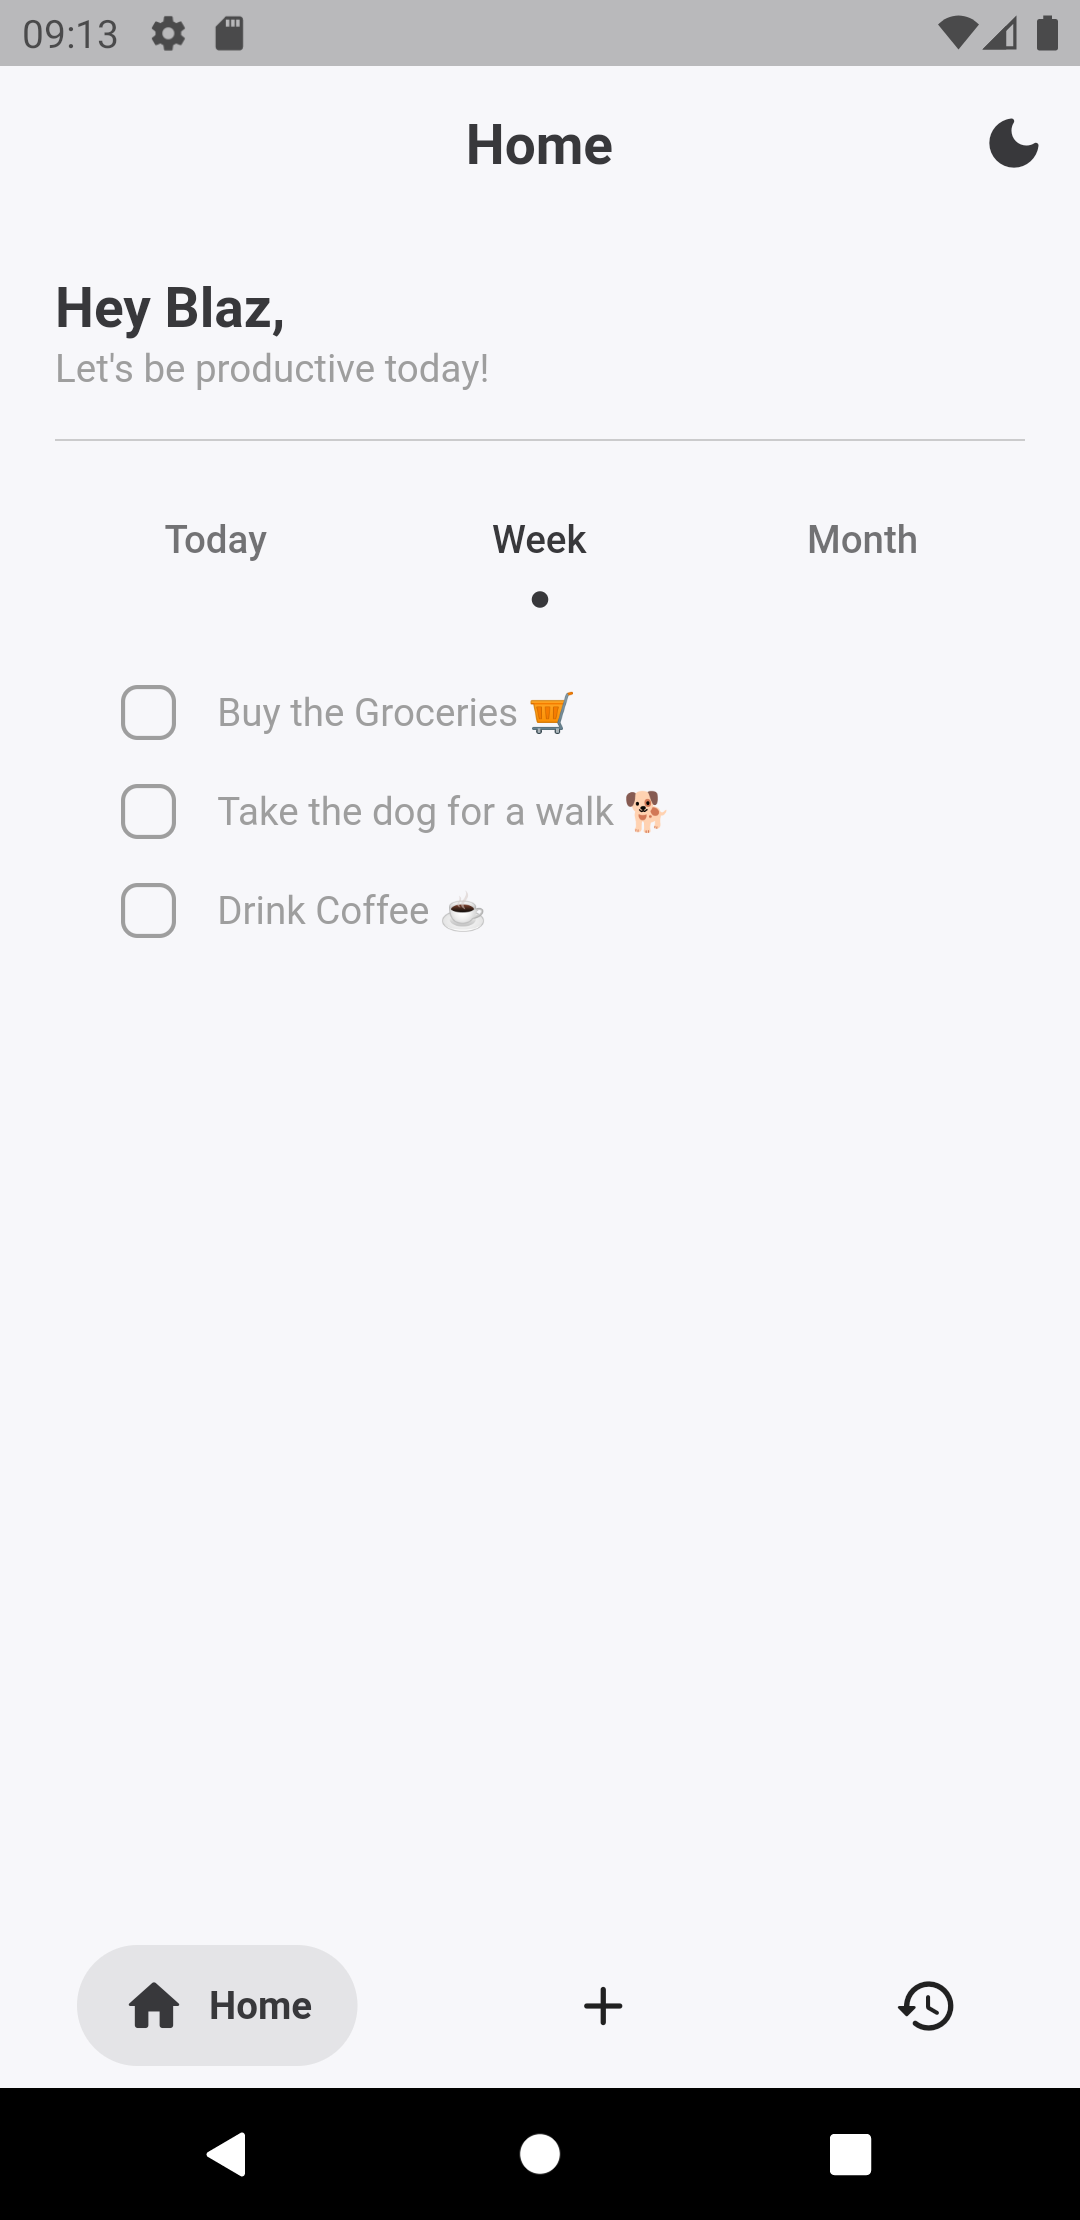 09:13
Home
Hey Blaz,
Let's be productive today!
Today Week Month
Buy the Groceries 🛒
Take the dog for a walk 🐕
Drink Coffee ☕
Home